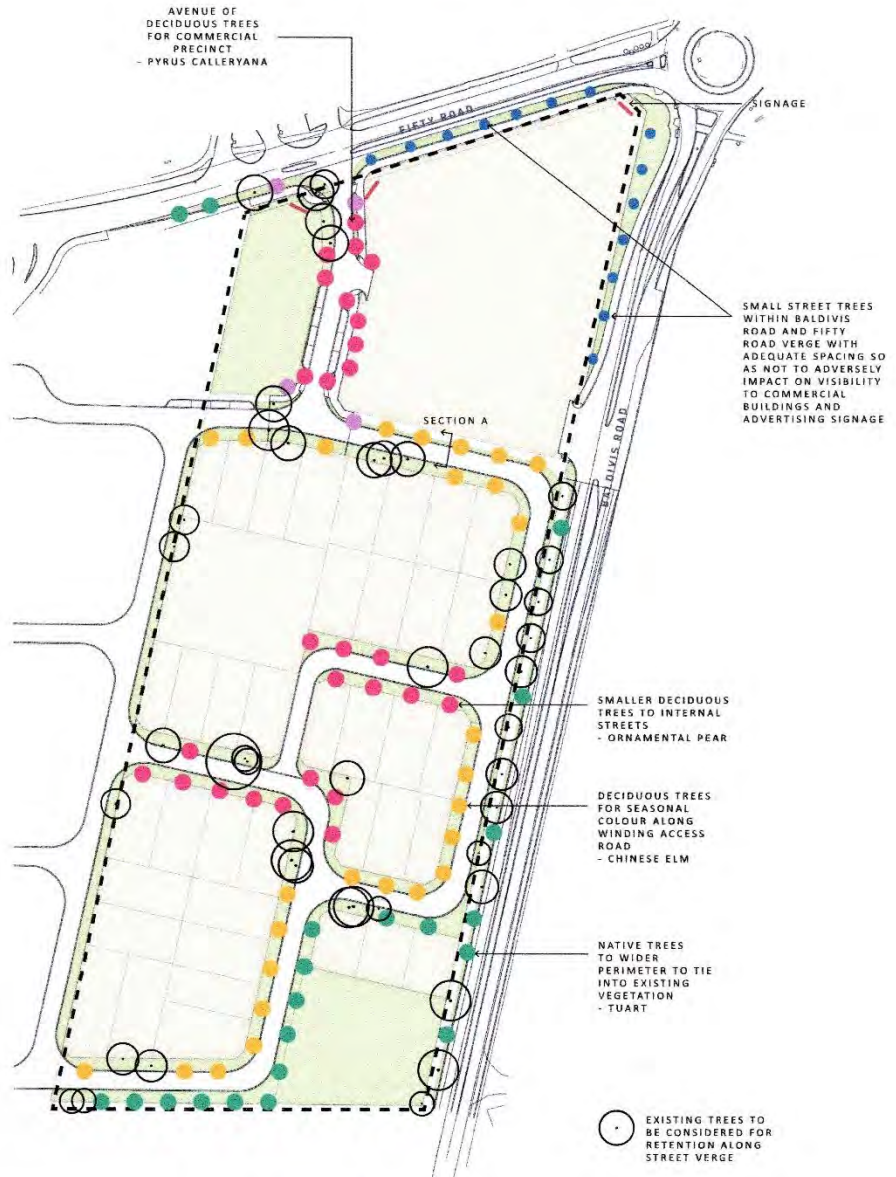 AVENUE OF
DECIDUOUS TREES
FOR COMMERCIAL
PRECINCT
- PYRUS CALLERYANA
FIFTY ROAD
SIGNAGE
SMALL STREET TREES
WITHIN BALDIVIS
ROAD AND FIFTY
ROAD VERGE WITH
ADEQUATE SPACING SO
AS NOT TO ADVERSELY
IMPACT ON VISIBILITY
TO COMMERCIAL
BUILDINGS AND
ADVERTISING SIGNAGE
SECTION A
BALDIVIS ROAD
SMALLER DECIDUOUS
TREES TO INTERNAL
STREETS
- ORNAMENTAL PEAR
DECIDUOUS TREES
FOR SEASONAL
COLOUR ALONG
WINDING ACCESS
ROAD
- CHINESE ELM
NATIVE TREES
TO WIDER
PERIMETER TO TIE
INTO EXISTING
VEGETATION
- TUART
EXISTING TREES TO
BE CONSIDERED FOR
RETENTION ALONG
STREET VERGE